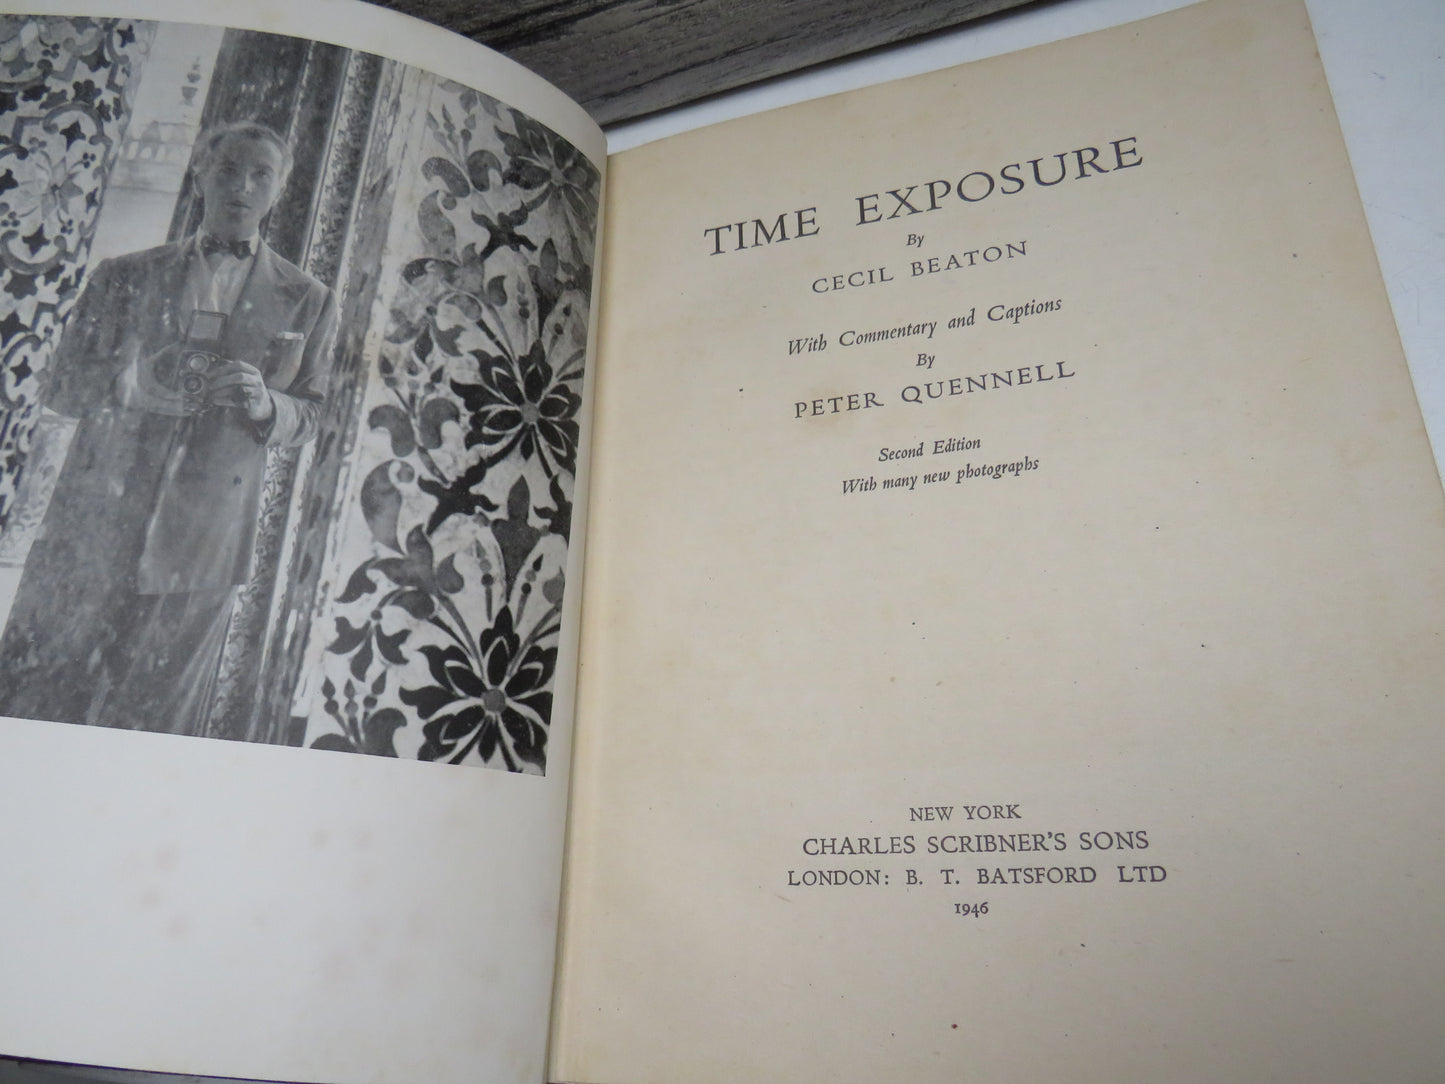 TIME EXPOSURE
By
CECIL BEATON
With Commentary and Captions
By
PETER QUENNELL
Second Edition
With many new photographs
NEW YORK
CHARLES SCRIBNER'S SONS
LONDON: B. T. BATSFORD LTD
1946